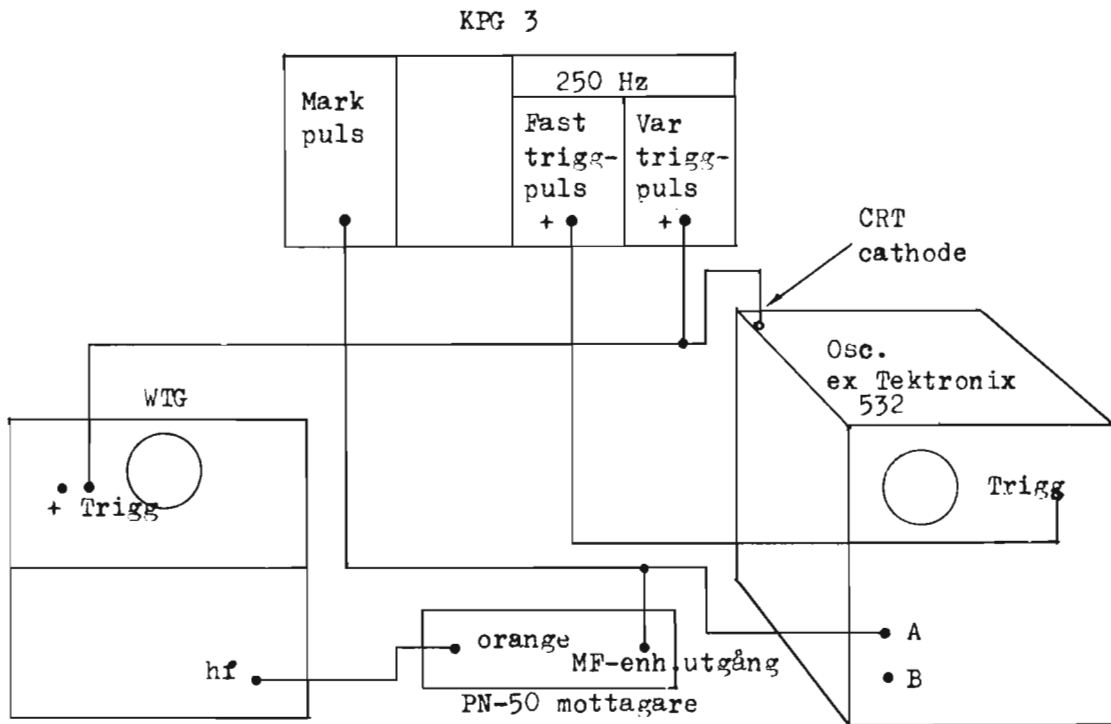 KPG 3
250 Hz
Mark
puls
Fast
trigg-
puls
+
Var
trigg-
puls
+
CRT
cathode
Osc.
ex Tektronix
532
WTG
+ Trigg
Trigg
hf
orange
MF-enh.utgång
PN-50 mottagare
A
B